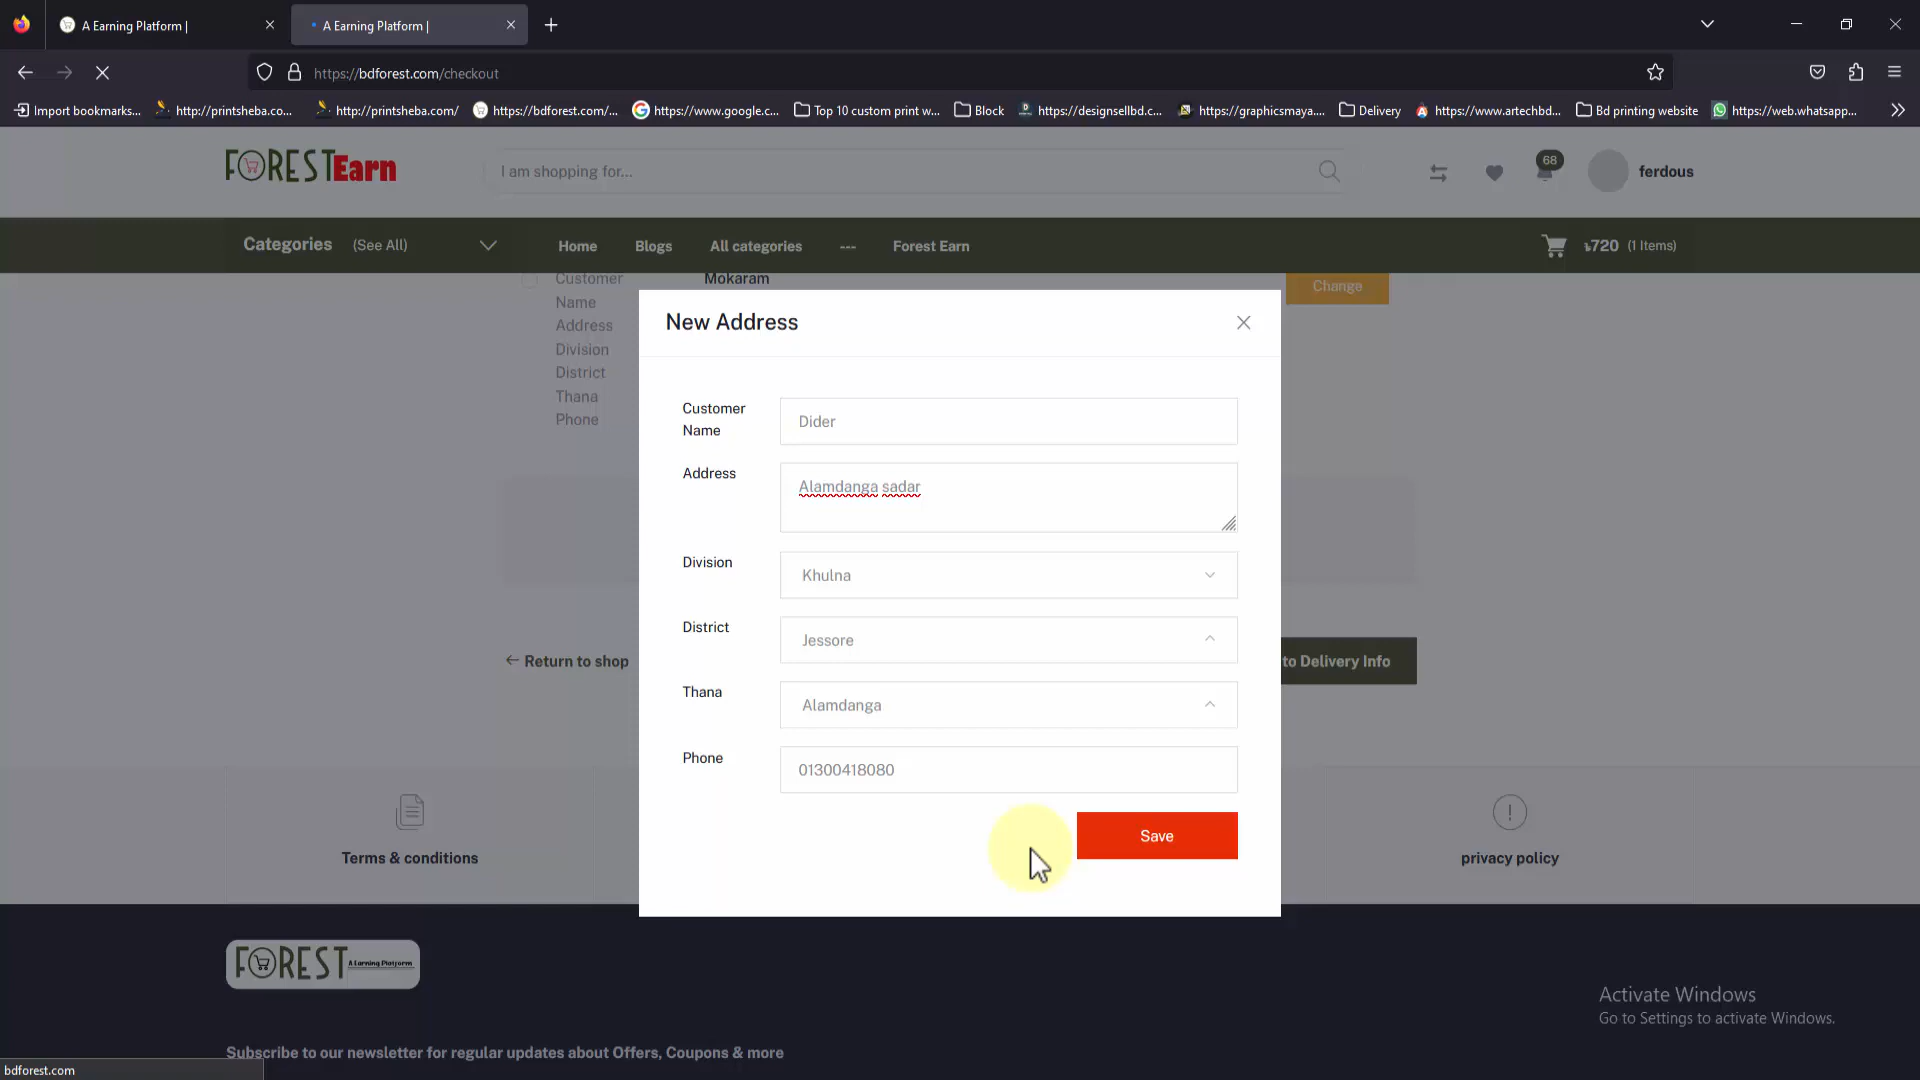 A Earning Platform |
A Earning Platform |
https://bdforest.com/checkout
Import bookmarks... http://printsheba.co... http://printsheba.com/ https://bdforest.com/... https://www.google.c... Top 10 custom print w... Block https://designsellbd.c... https://graphicsmaya.... Delivery https://www.artechbd... Bd printing website https://web.whatsapp...
FORESTEarn
I am shopping for...
68
ferdous
Categories (See All)
Home Blogs All categories --- Forest Earn
৳720 (1 Items)
Customer Name
Mokaram
Change
Address
Division
District
Thana
Phone
New Address
Customer Name
Dider
Address
Alamdanga sadar
Division
Khulna
District
Jessore
Thana
Alamdanga
Phone
01300418080
Save
Return to shop
to Delivery Info
Terms & conditions
privacy policy
FOREST A Earning Platform
Activate Windows
Go to Settings to activate Windows.
Subscribe to our newsletter for regular updates about Offers, Coupons & more
bdforest.com